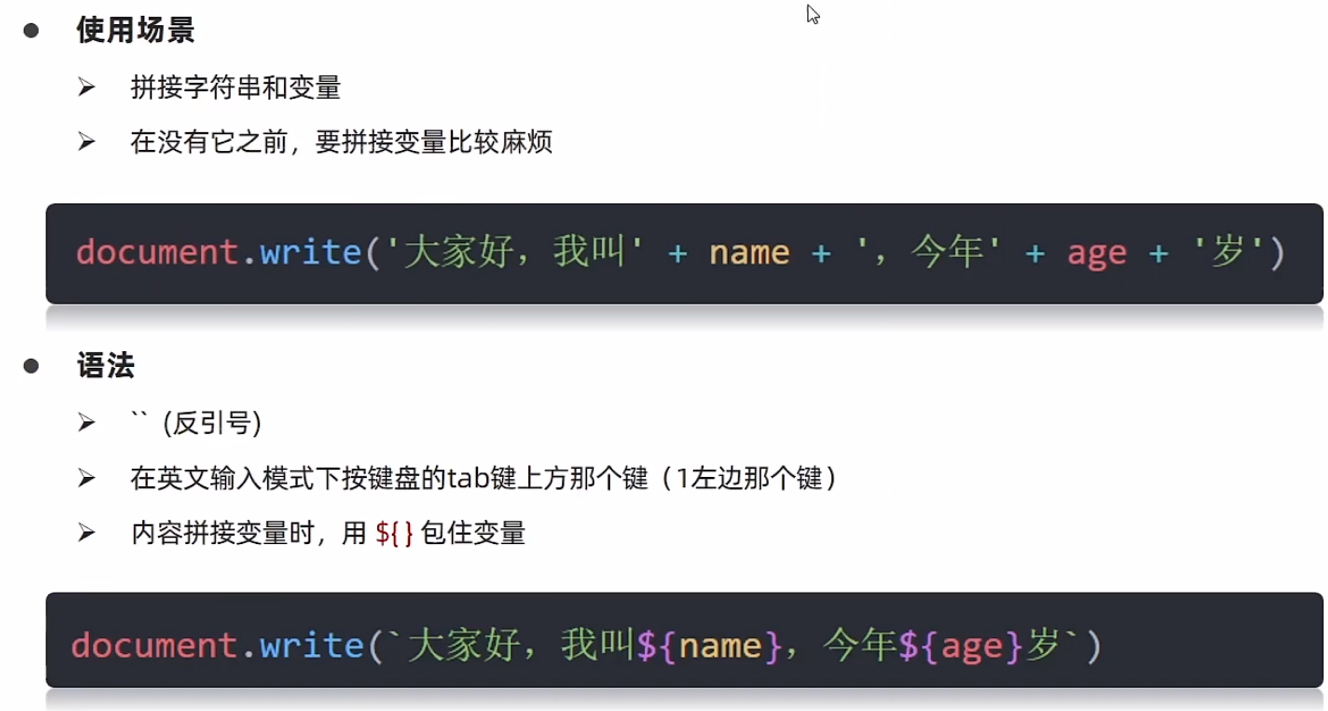 使用场景
拼接字符串和变量
在没有它之前，要拼接变量比较麻烦
document.write('大家好，我叫' + name + '，今年' + age + '岁')
语法
`` (反引号)
在英文输入模式下按键盘的tab键上方那个键（1左边那个键）
内容拼接变量时，用 ${} 包住变量
document.write(`大家好，我叫${name}，今年${age}岁`)